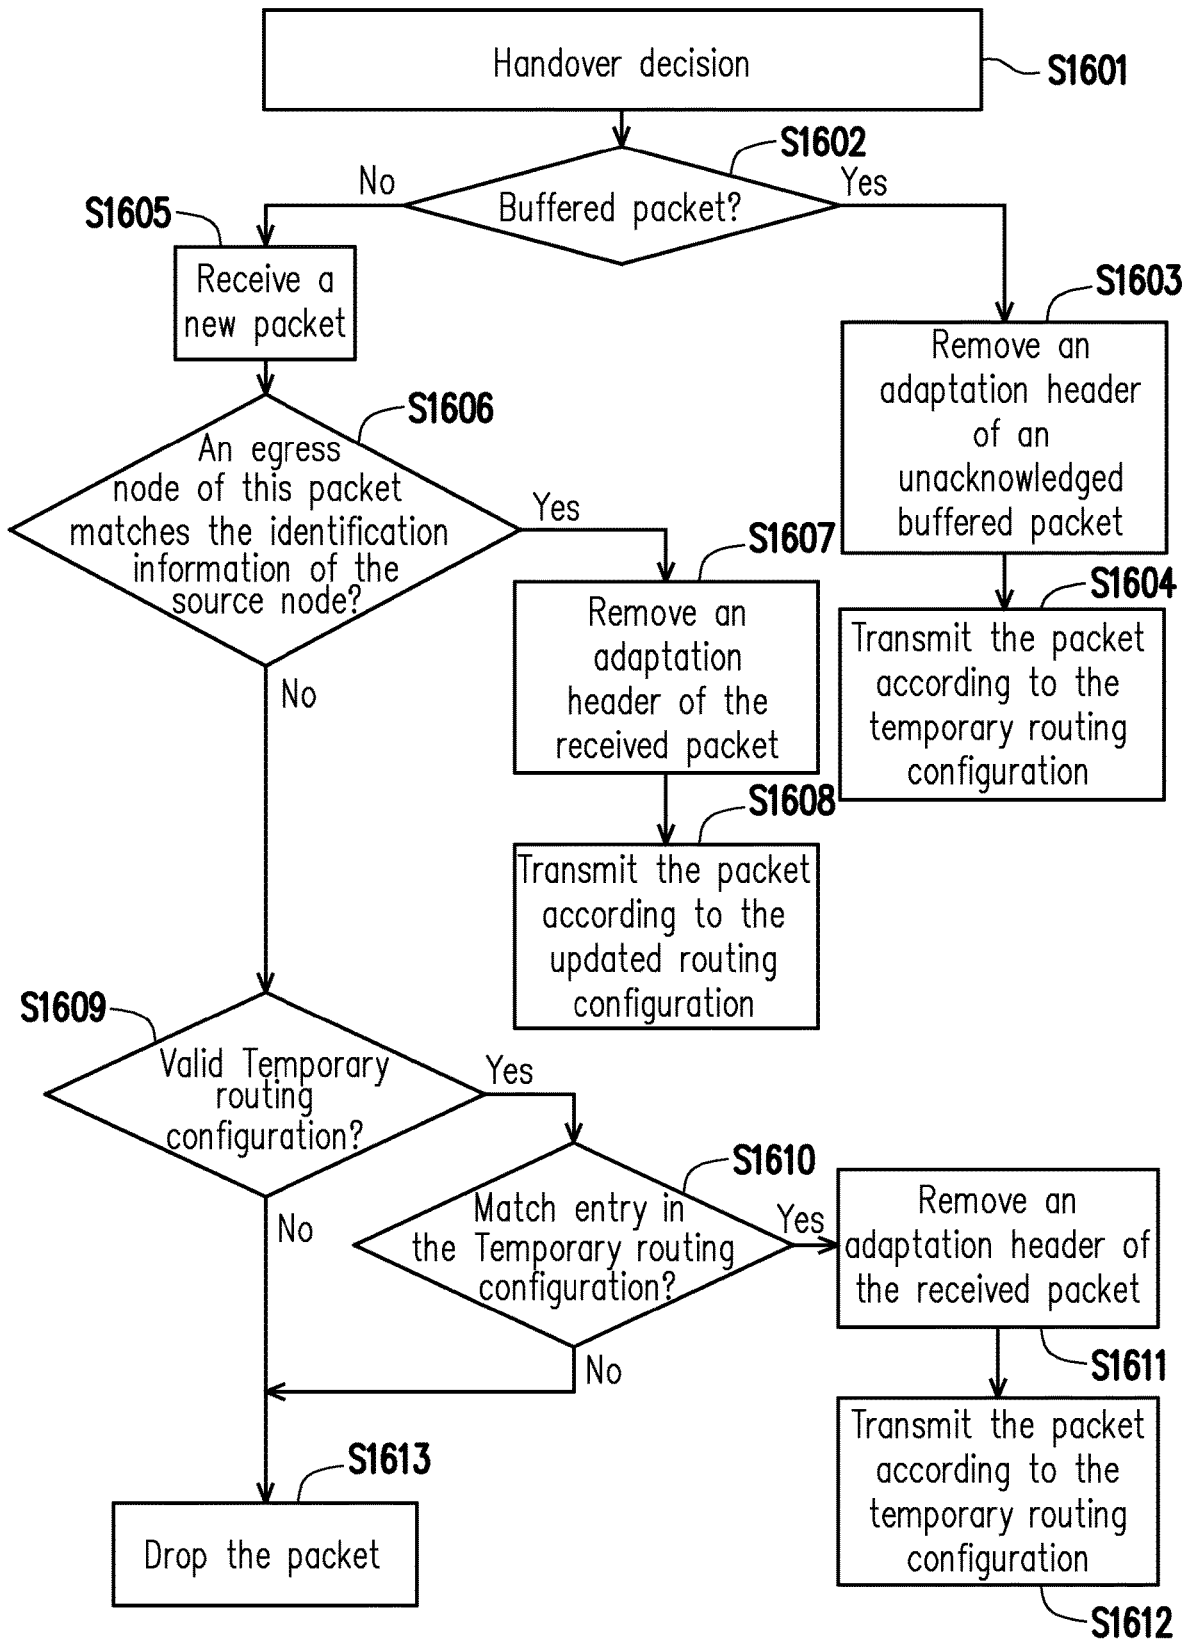 Handover decision
S1601
S1602
Buffered packet?
No
Yes
S1605
Receive a
new packet
S1603
Remove an
adaptation header
of an
unacknowledged
buffered packet
S1606
An egress
node of this packet
matches the identification
information of the
source node?
Yes
No
S1607
Remove an
adaptation
header of the
received packet
S1604
Transmit the packet
according to the
temporary routing
configuration
S1608
Transmit the packet
according to the
updated routing
configuration
S1609
Valid Temporary
routing
configuration?
Yes
No
S1610
Match entry in
the Temporary routing
configuration?
Yes
No
Remove an
adaptation header of
the received packet
S1611
Transmit the packet
according to the
temporary routing
configuration
S1612
S1613
Drop the packet